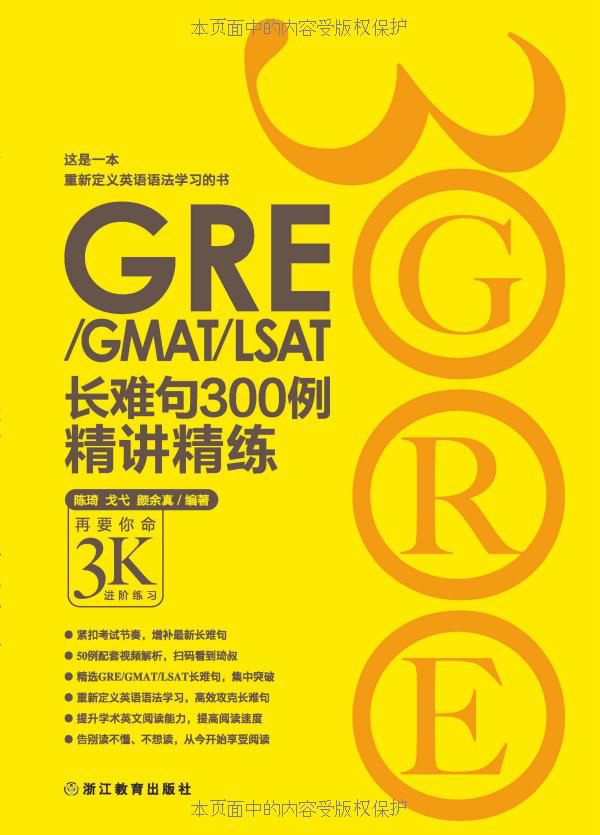 本页面中的内容受版权保护
这是一本
重新定义英语语法学习的书
GRE
/GMAT/LSAT
长难句300例
精讲精练
陈琦 戈弋 颜余真/编著
再要你命
3K
进阶练习
● 紧扣考试节奏，增补最新长难句
● 50例配套视频解析，扫码看到琦叔
● 精选GRE/GMAT/LSAT长难句，集中突破
● 重新定义英语语法学习，高效攻克长难句
● 提升学术英文阅读能力，提高阅读速度
● 告别读不懂、不想读，从今开始享受阅读
浙江教育出版社
3
G
R
E
本页面中的内容受版权保护